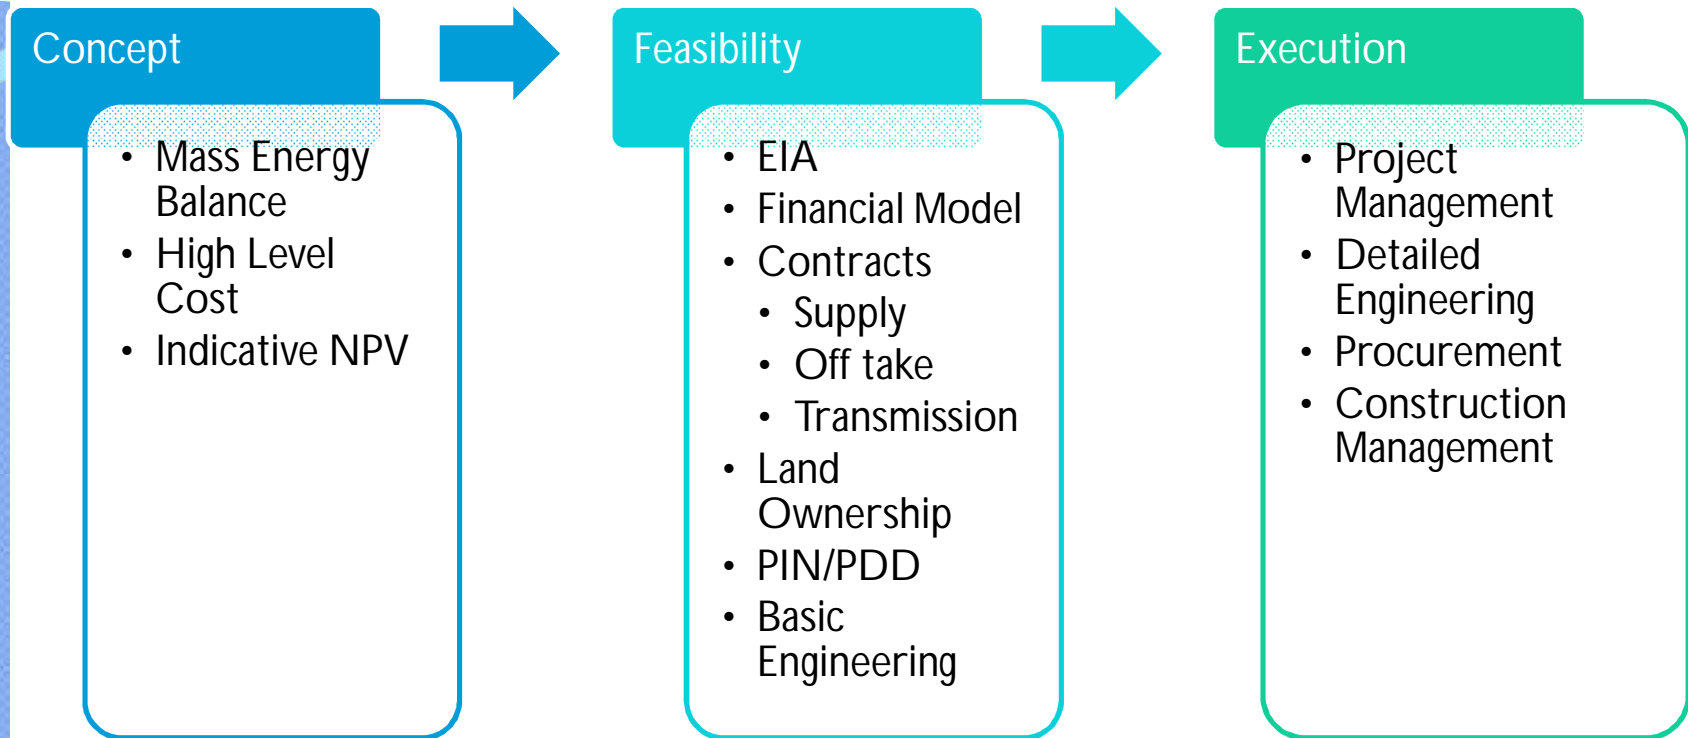 Concept
• Mass Energy
Balance
• High Level
Cost
• Indicative NPV
Feasibility
• EIA
• Financial Model
• Contracts
• Supply
• Off take
• Transmission
• Land
Ownership
• PIN/PDD
• Basic
Engineering
Execution
• Project
Management
• Detailed
Engineering
• Procurement
• Construction
Management